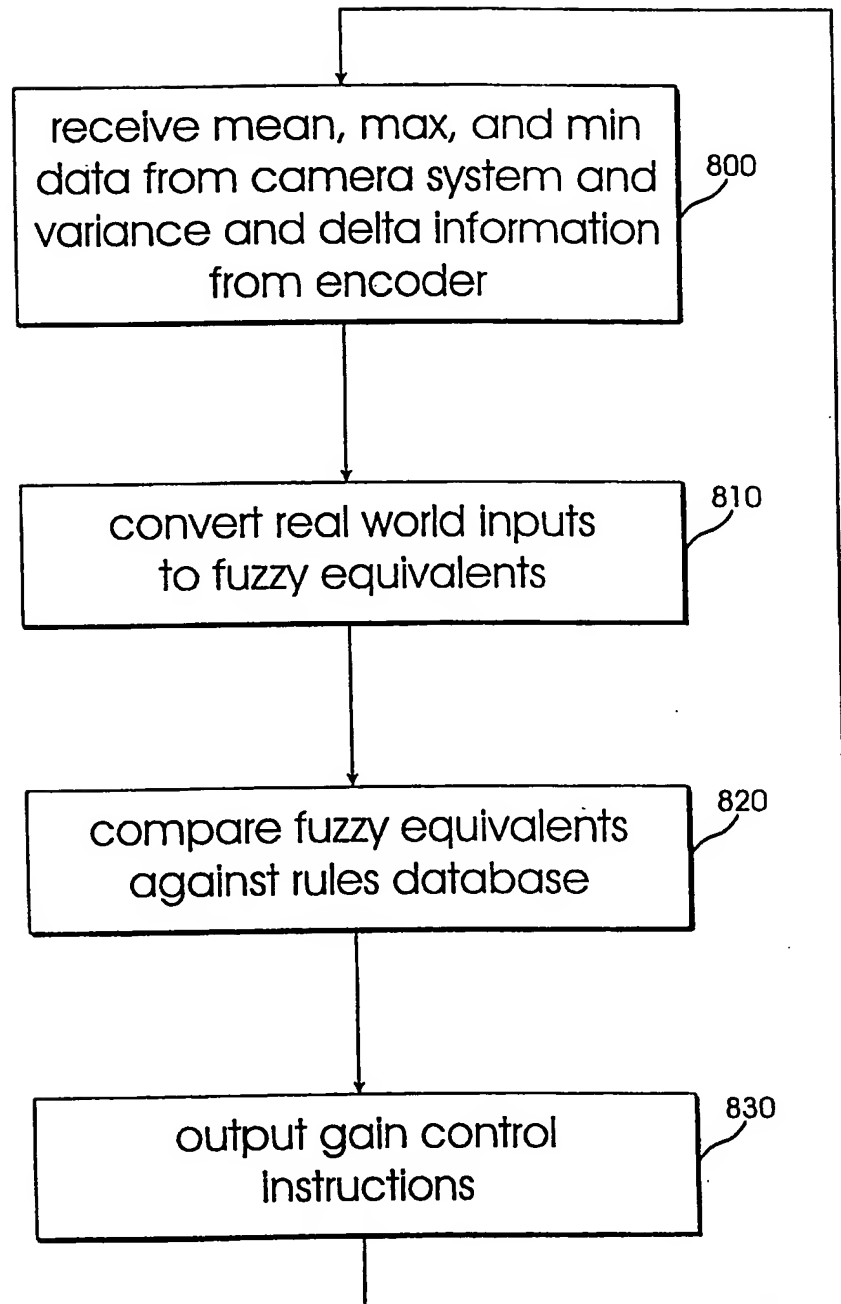 receive mean, max, and min
data from camera system and
variance and delta information
from encoder
800
convert real world inputs
to fuzzy equivalents
810
compare fuzzy equivalents
against rules database
820
output gain control
instructions
830